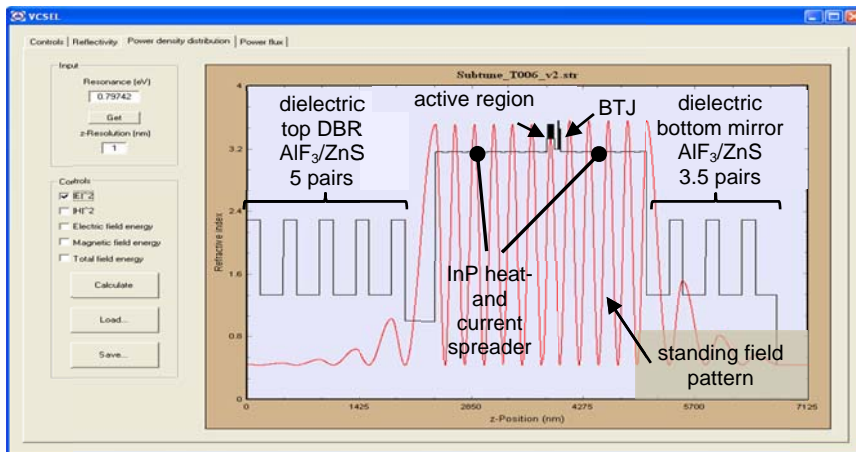 VCSEL
Controls | Reflectivity | Power density distribution | Power flux |
Input
Resonance (eV)
0.79742
Get
z-Resolution (nm)
1
Controls
|E|^2
|H|^2
Electric field energy
Magnetic field energy
Total field energy
Calculate
Load...
Save...
Subtune_T006_v2.str
Refractive index
4
3.2
2.4
1.6
0.8
0
0
1425
2850
4275
5700
7125
z-Position (nm)
dielectric
top DBR
AlF3/ZnS
5 pairs
active region
BTJ
dielectric
bottom mirror
AlF3/ZnS
3.5 pairs
InP heat-
and
current
spreader
standing field
pattern